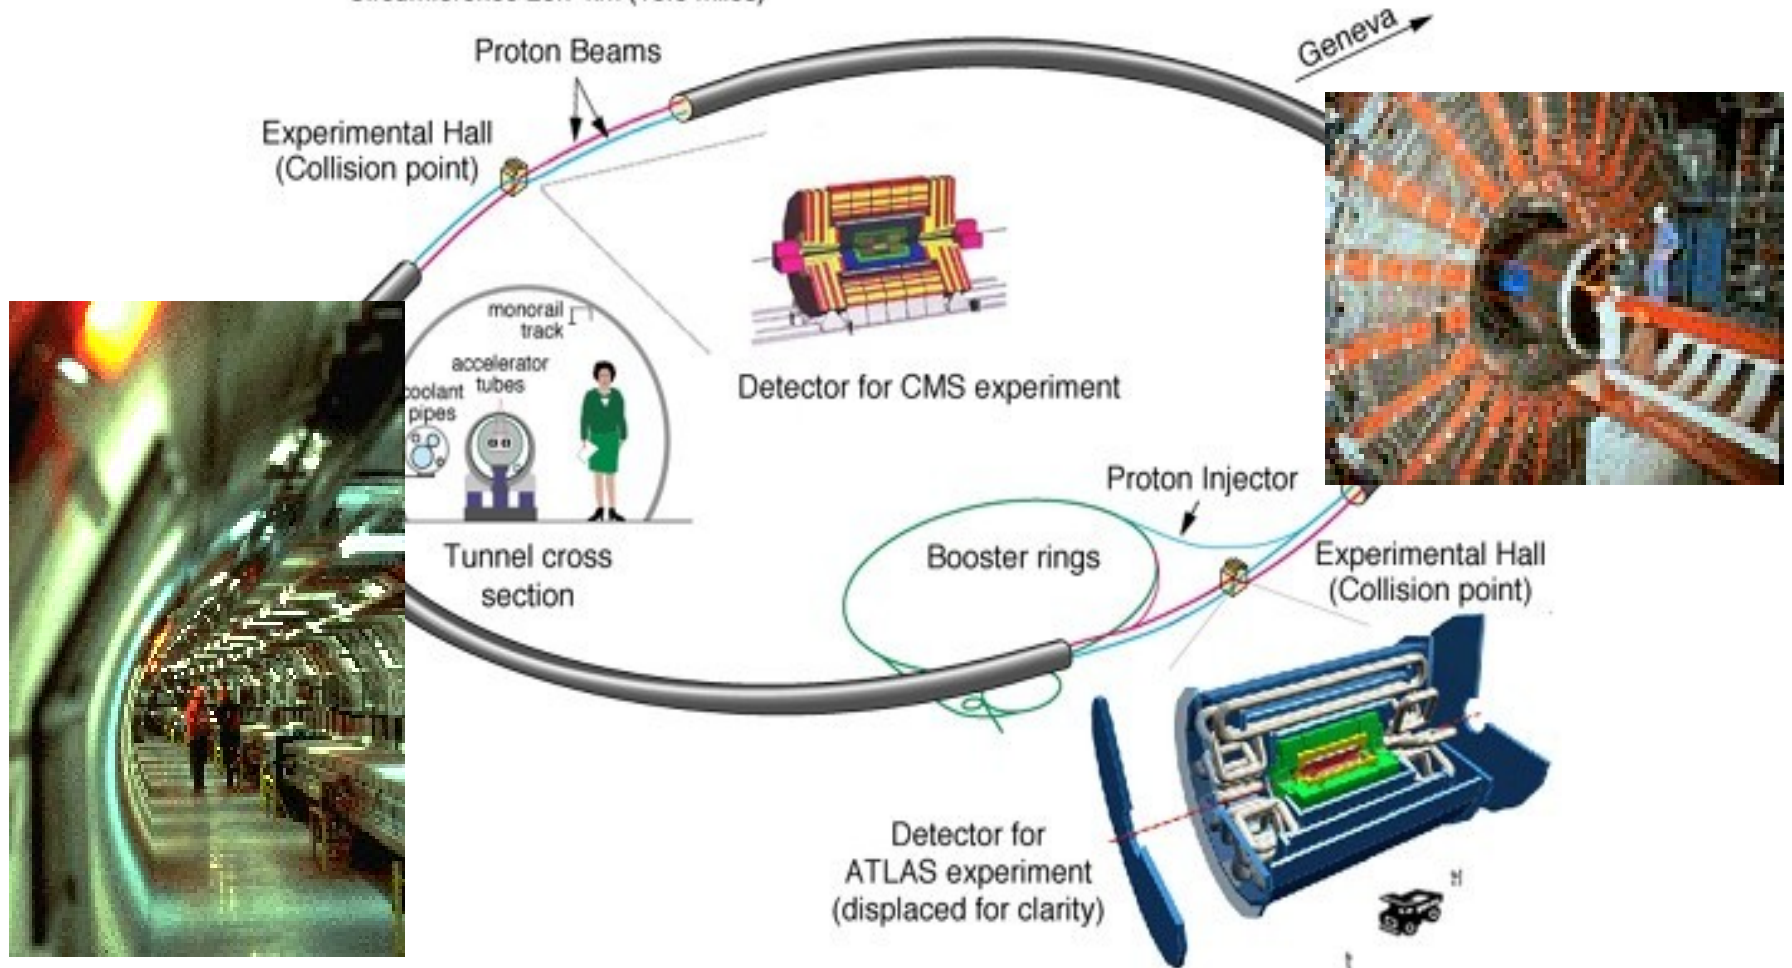 Proton Beams
Geneva
Experimental Hall
(Collision point)
monorail
track
accelerator
tubes
coolant
pipes
Detector for CMS experiment
Tunnel cross
section
Proton Injector
Booster rings
Experimental Hall
(Collision point)
Detector for
ATLAS experiment
(displaced for clarity)